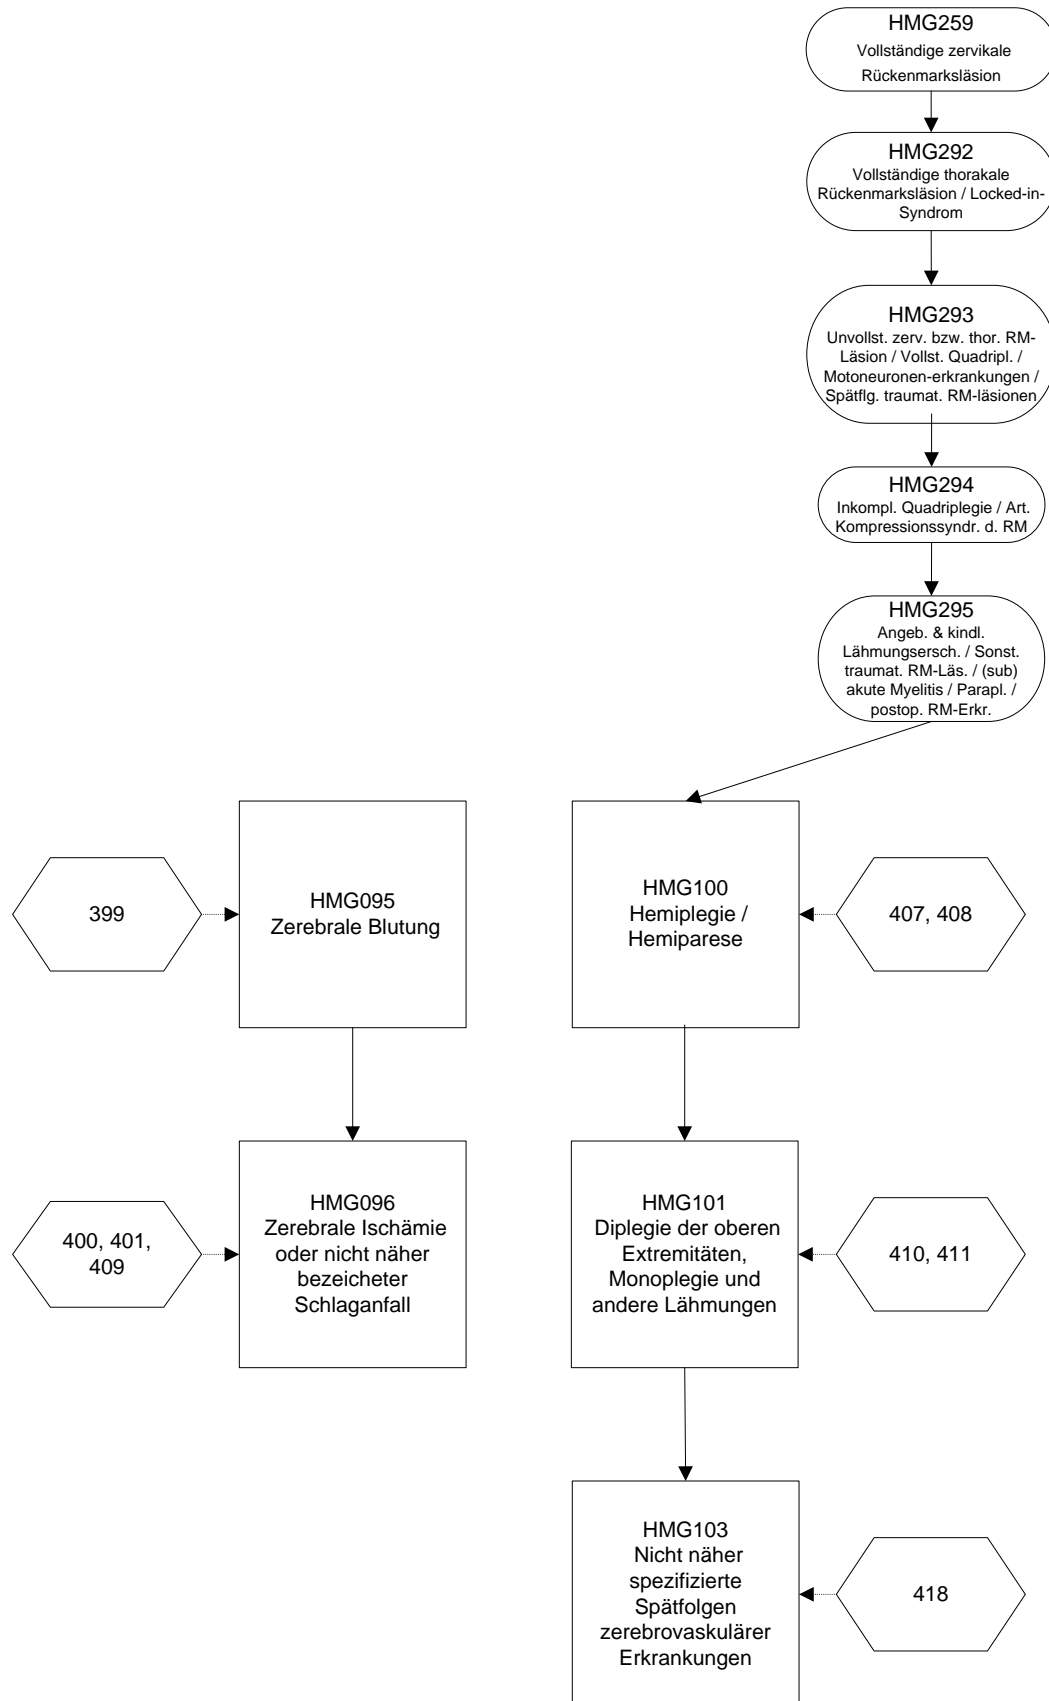 HMG259
Vollständige zervikale
Rückenmarksläsion
HMG292
Vollständige thorakale
Rückenmarksläsion / Locked-in-
Syndrom
HMG293
Unvollst. zerv. bzw. thor. RM-
Läsion / Vollst. Quadripl. /
Motoneuronen-erkrankungen /
Spätflg. traumat. RM-läsionen
HMG294
Inkompl. Quadriplegie / Art.
Kompressionssyndr. d. RM
HMG295
Angeb. & kindl.
Lähmungsersch. / Sonst.
traumat. RM-Läs. / (sub)
akute Myelitis / Parapl. /
postop. RM-Erkr.
399
HMG095
Zerebrale Blutung
HMG100
Hemiplegie /
Hemiparese
407, 408
400, 401,
409
HMG096
Zerebrale Ischämie
oder nicht näher
bezeicheter
Schlaganfall
HMG101
Diplegie der oberen
Extremitäten,
Monoplegie und
andere Lähmungen
410, 411
HMG103
Nicht näher
spezifizierte
Spätfolgen
zerebrovaskulärer
Erkrankungen
418